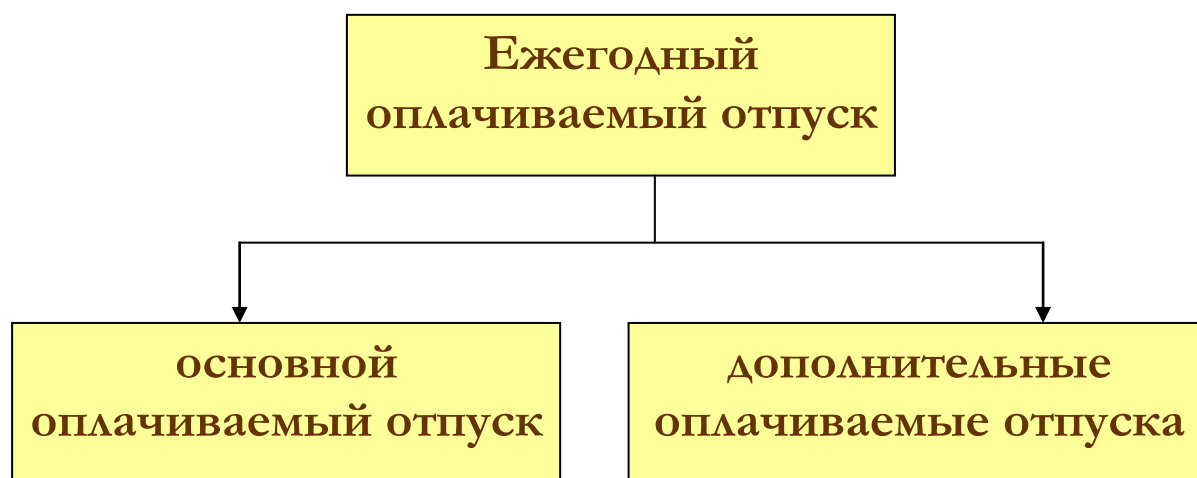 Ежегодный
оплачиваемый отпуск
основной
оплачиваемый отпуск
дополнительные
оплачиваемые отпуска